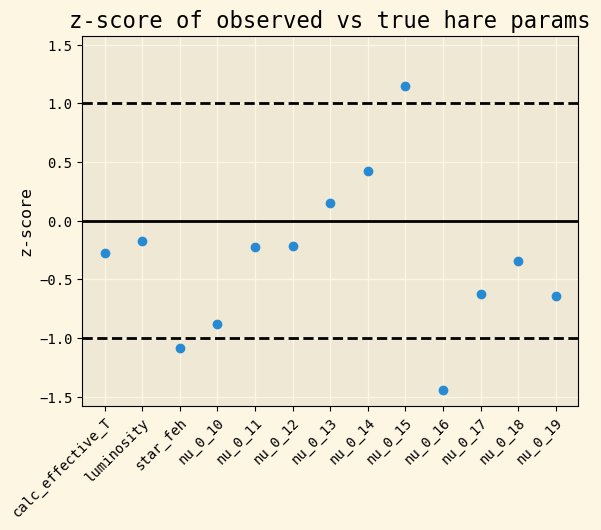 z-score of observed vs true hare params
z-score
1.5
1.0
0.5
0.0
−0.5
−1.0
−1.5
calc_effective_T
luminosity
star_feh
nu_0_10
nu_0_11
nu_0_12
nu_0_13
nu_0_14
nu_0_15
nu_0_16
nu_0_17
nu_0_18
nu_0_19